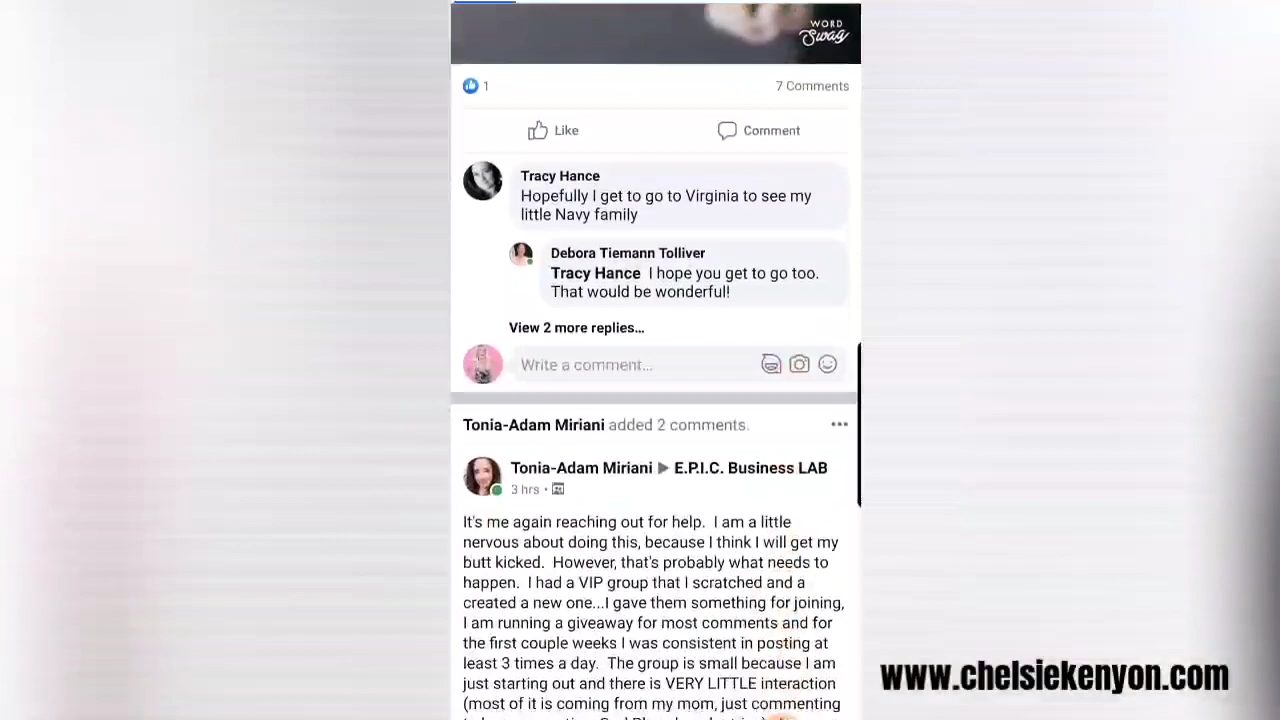 WORD
Swag
1
7 Comments
Like
Comment
Tracy Hance
Hopefully I get to go to Virginia to see my
little Navy family
Debora Tiemann Tolliver
Tracy Hance I hope you get to go too.
That would be wonderful!
View 2 more replies...
Write a comment...
Tonia-Adam Miriani added 2 comments.
Tonia-Adam Miriani ▶ E.P.I.C. Business LAB
3 hrs •
It's me again reaching out for help. I am a little
nervous about doing this, because I think I will get my
butt kicked. However, that's probably what needs to
happen. I had a VIP group that I scratched and a
created a new one...I gave them something for joining,
I am running a giveaway for most comments and for
the first couple weeks I was consistent in posting at
least 3 times a day. The group is small because I am
just starting out and there is VERY LITTLE interaction
(most of it is coming from my mom, just commenting
www.chelsiekenyon.com